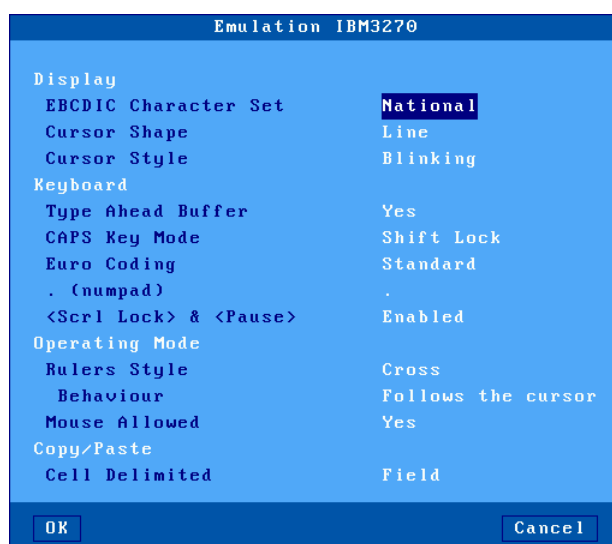 Emulation IBM3270
Display
EBCDIC Character Set National
Cursor Shape Line
Cursor Style Blinking
Keyboard
Type Ahead Buffer Yes
CAPS Key Mode Shift Lock
Euro Coding Standard
. (numpad) .
<Scrl Lock> & <Pause> Enabled
Operating Mode
Rulers Style Cross
Behaviour Follows the cursor
Mouse Allowed Yes
Copy/Paste
Cell Delimited Field
OK Cancel